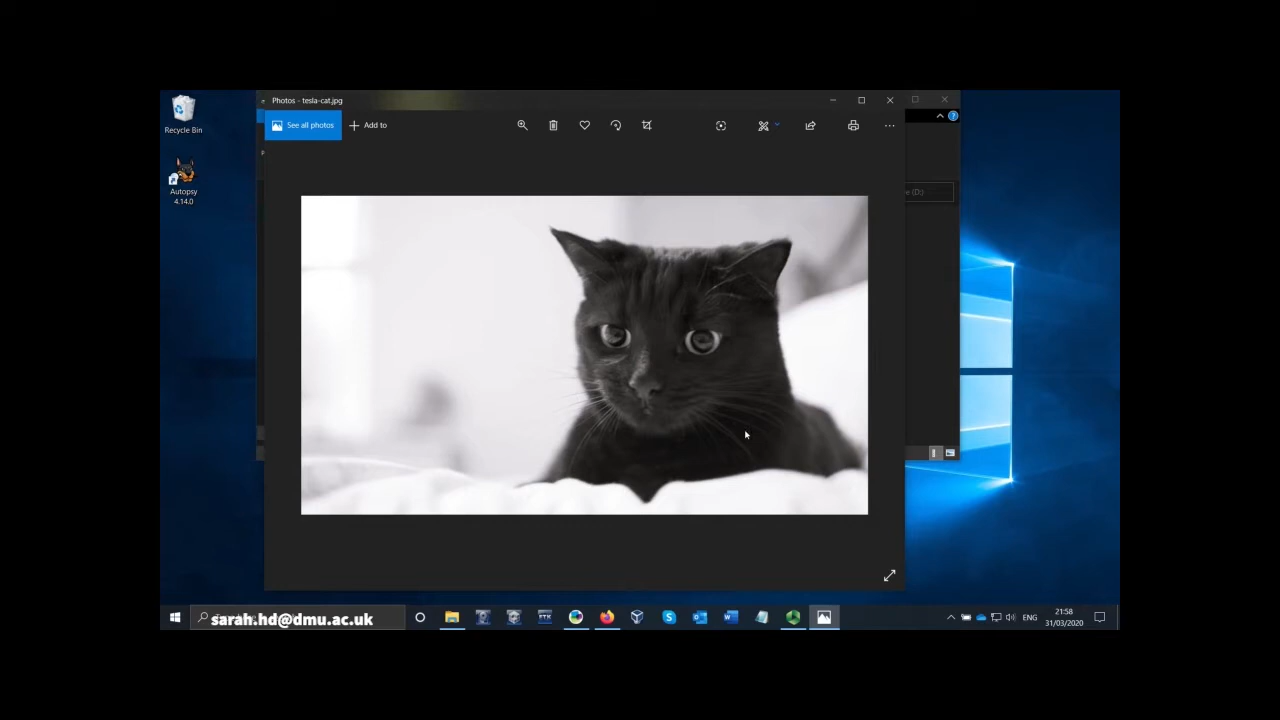 Recycle Bin
Autopsy
4.14.0
Photos - tesla-cat.jpg
See all photos
Add to
e (D:)
sarah.hd@dmu.ac.uk
FTK
ENG
21:58
31/03/2020